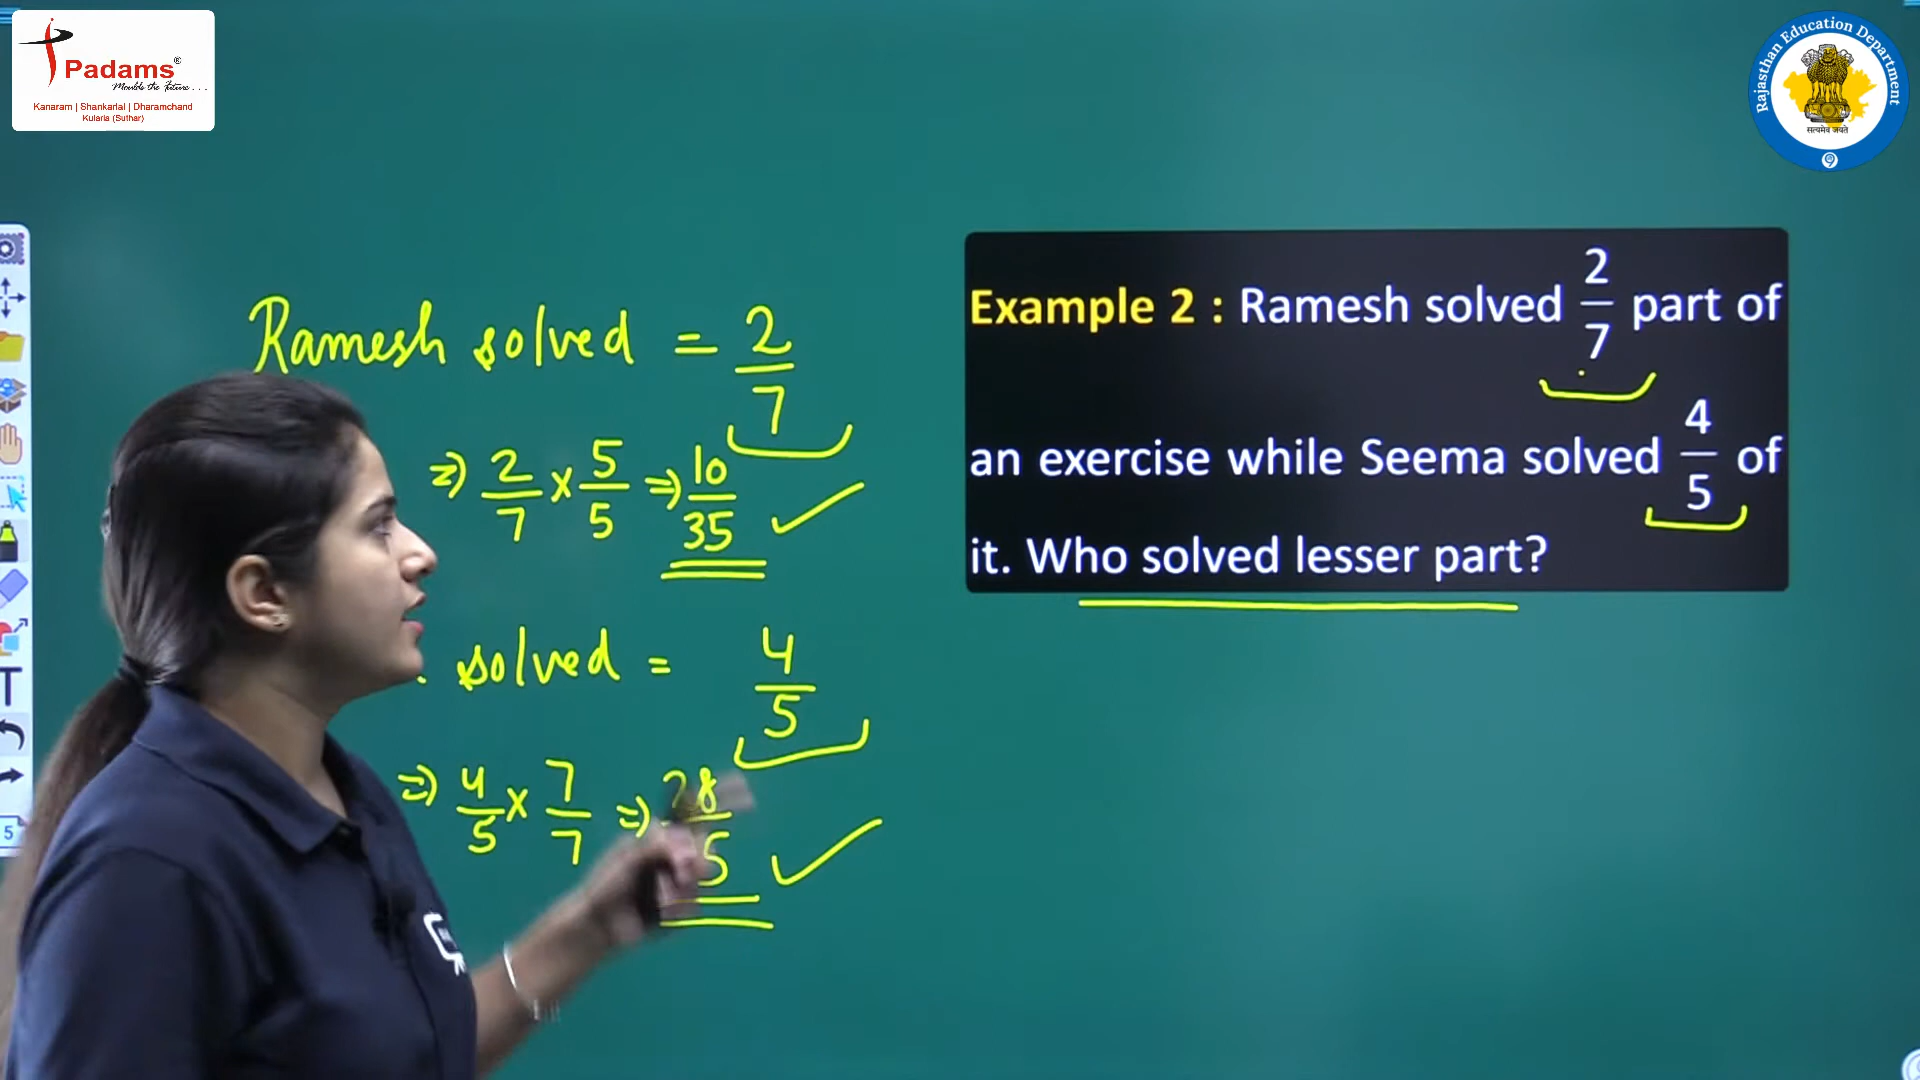 Padams®
Moulds the Future . . .
Kanaram | Shankarlal | Dharamchand
Kularia (Suthar)
Rajasthan Education Department
सत्यमेव जयते
Example 2 : Ramesh solved 2/7 part of
an exercise while Seema solved 4/5 of
it. Who solved lesser part?
Ramesh solved = 2/7
⇒ 2/7 × 5/5 ⇒ 10/35
solved = 4/5
⇒ 4/5 × 7/7 ⇒ 28/ 5
T
5